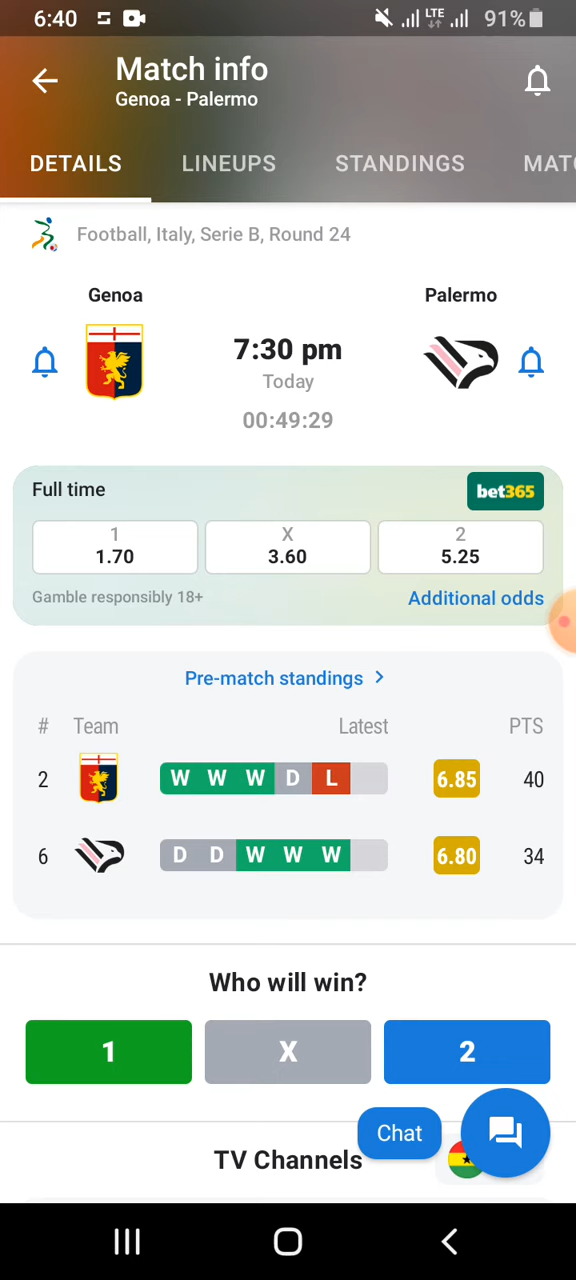 6:40 LTE 91%
Match info
Genoa - Palermo
DETAILS LINEUPS STANDINGS MATC
Football, Italy, Serie B, Round 24
Genoa Palermo
7:30 pm
Today
00:49:29
Full time bet365
1 X 2
1.70 3.60 5.25
Gamble responsibly 18+ Additional odds
Pre-match standings >
# Team Latest PTS
2 W W W D L 6.85 40
6 D D W W W 6.80 34
Who will win?
1 X 2
Chat
TV Channels